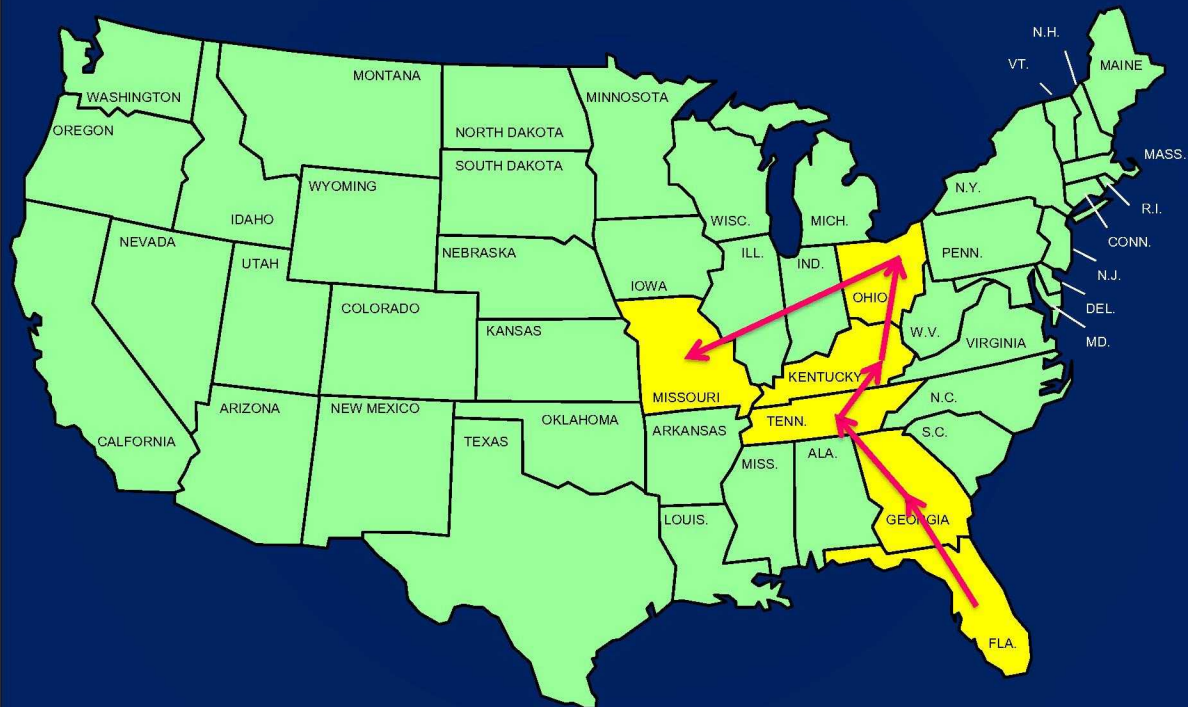 N.H.
VT.
MAINE
MONTANA
WASHINGTON
MINNOSOTA
OREGON
NORTH DAKOTA
MASS.
SOUTH DAKOTA
WYOMING
N.Y.
R.I.
IDAHO
WISC.
MICH.
NEVADA
CONN.
NEBRASKA
ILL.
IND.
PENN.
UTAH
N.J.
IOWA
OHIO
DEL.
COLORADO
KANSAS
W.V.
VIRGINIA
MD.
KENTUCKY
MISSOURI
N.C.
ARIZONA
NEW MEXICO
OKLAHOMA
TENN.
ARKANSAS
S.C.
CALFORNIA
TEXAS
ALA.
MISS.
LOUIS.
GEORGIA
FLA.